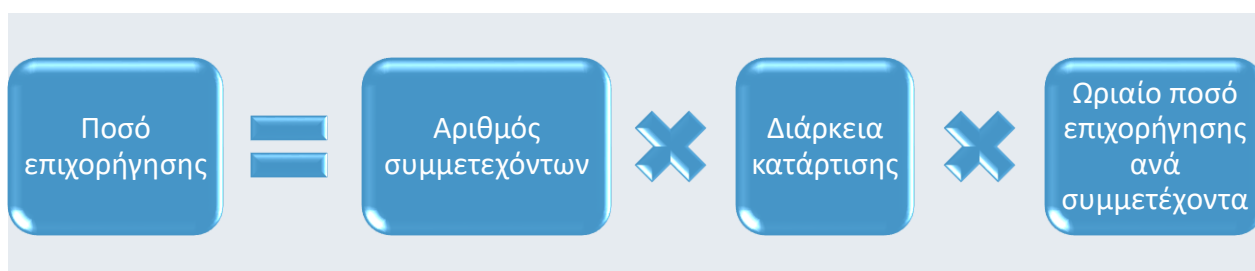 Ποσό
επιχορήγησης
=
Αριθμός
συμμετεχόντων
×
Διάρκεια
κατάρτισης
×
Ωριαίο ποσό
επιχορήγησης
ανά
συμμετέχοντα